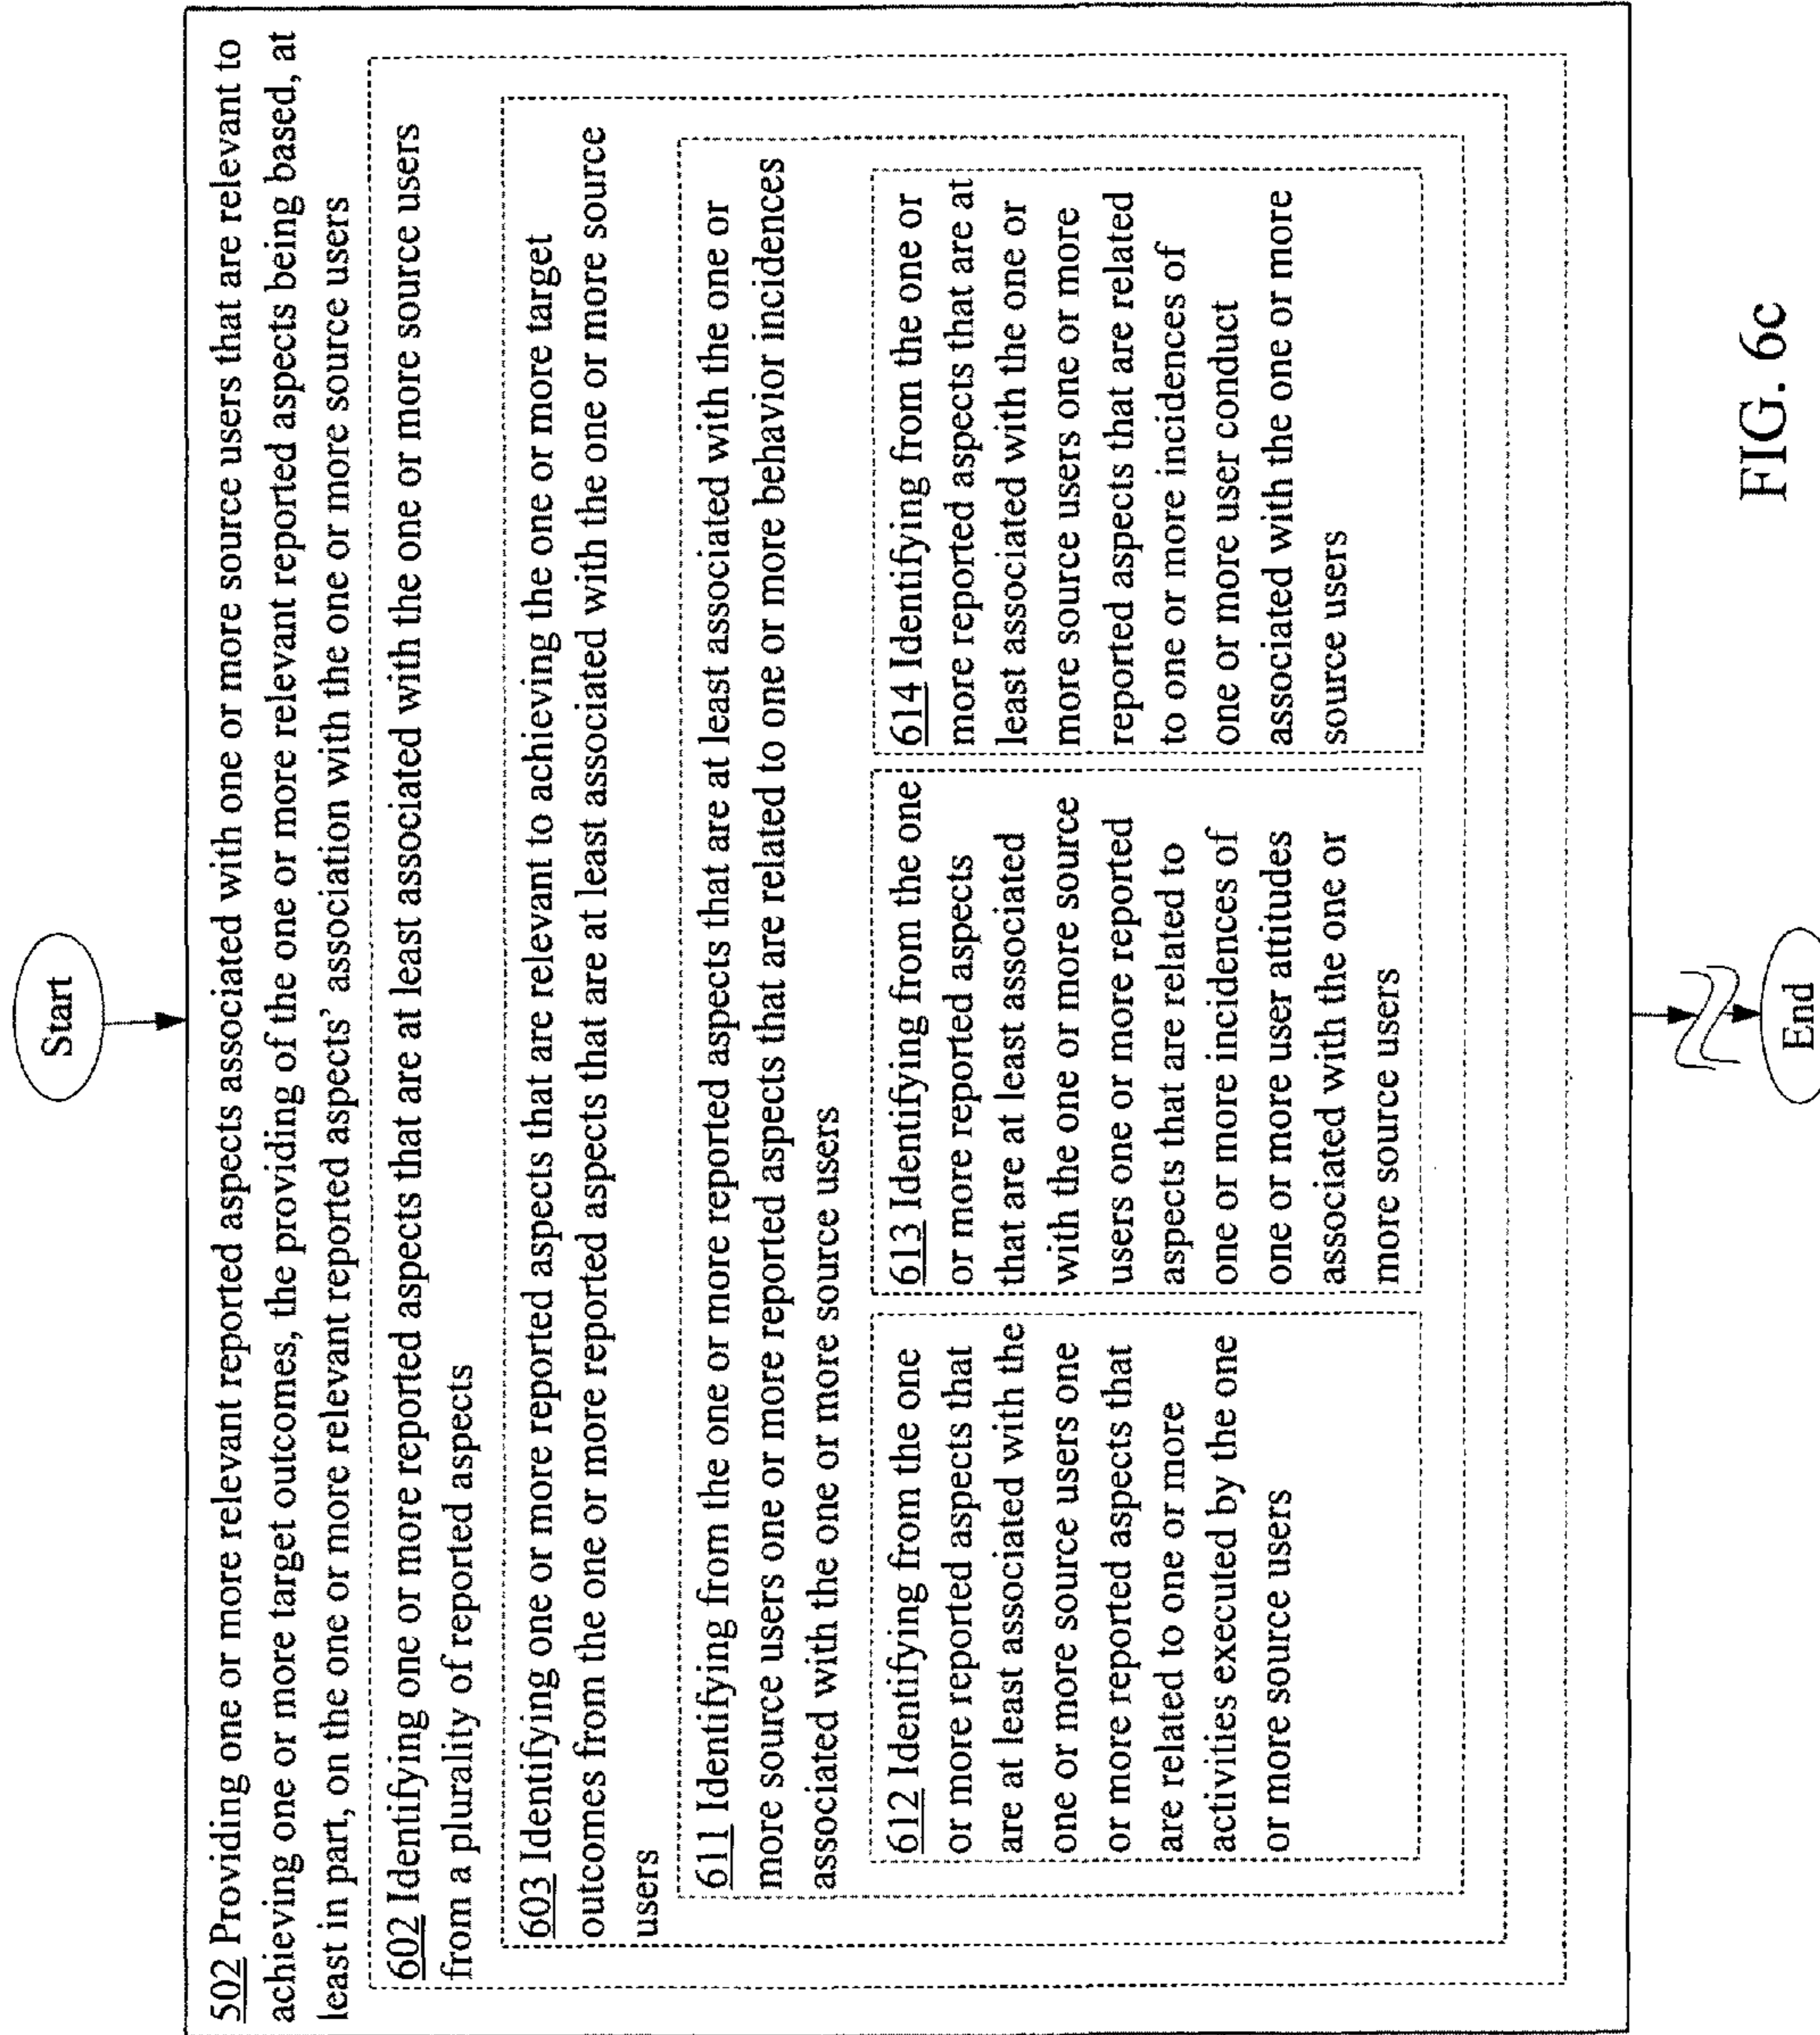 Start
502 Providing one or more relevant reported aspects associated with one or more source users that are relevant to
achieving one or more target outcomes, the providing of the one or more relevant reported aspects being based, at
least in part, on the one or more relevant reported aspects' association with the one or more source users
602 Identifying one or more reported aspects that are at least associated with the one or more source users
from a plurality of reported aspects
603 Identifying one or more reported aspects that are relevant to achieving the one or more target
outcomes from the one or more reported aspects that are at least associated with the one or more source
users
611 Identifying from the one or more reported aspects that are at least associated with the one or
more source users one or more reported aspects that are related to one or more behavior incidences
associated with the one or more source users
612 Identifying from the one
or more reported aspects that
are at least associated with the
one or more source users one
or more reported aspects that
are related to one or more
activities executed by the one
or more source users
613 Identifying from the one
or more reported aspects
that are at least associated
with the one or more source
users one or more reported
aspects that are related to
one or more incidences of
one or more user attitudes
associated with the one or
more source users
614 Identifying from the one or
more reported aspects that are at
least associated with the one or
more source users one or more
reported aspects that are related
to one or more incidences of
one or more user conduct
associated with the one or more
source users
End
FIG. 6c